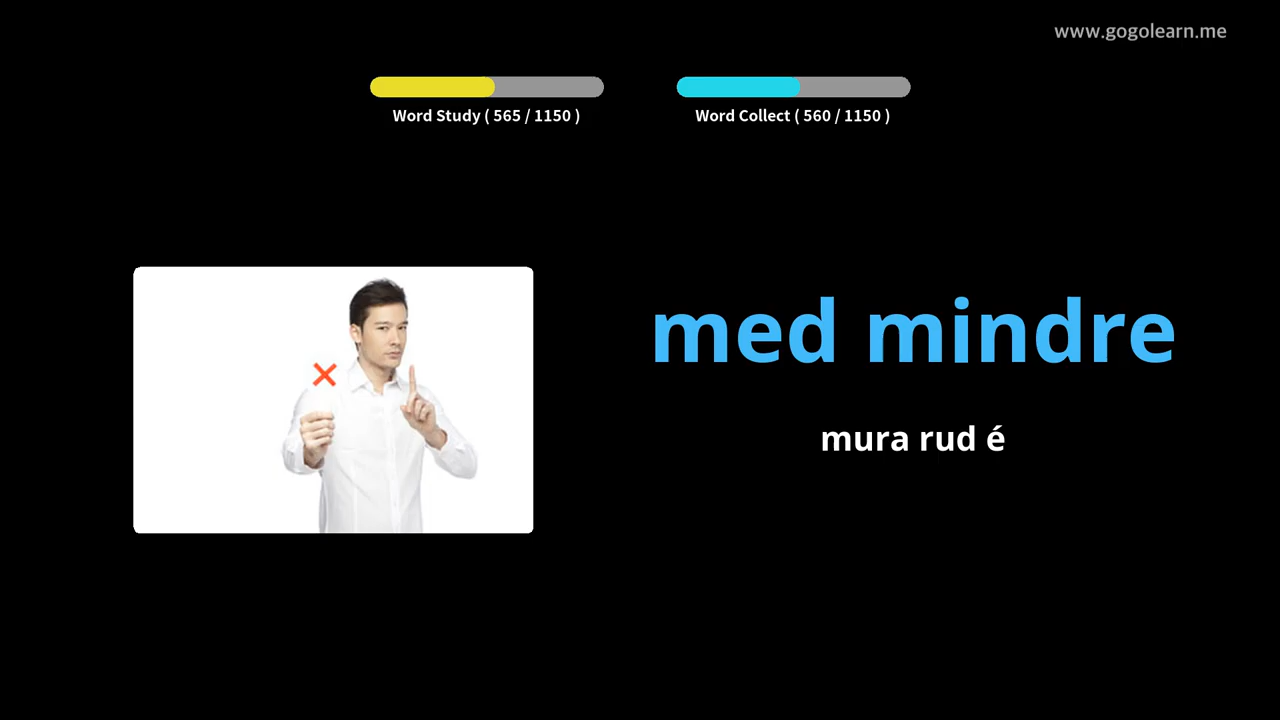 www.gogolearn.me
Word Study ( 565 / 1150 )
Word Collect ( 560 / 1150 )
med mindre
mura rud é